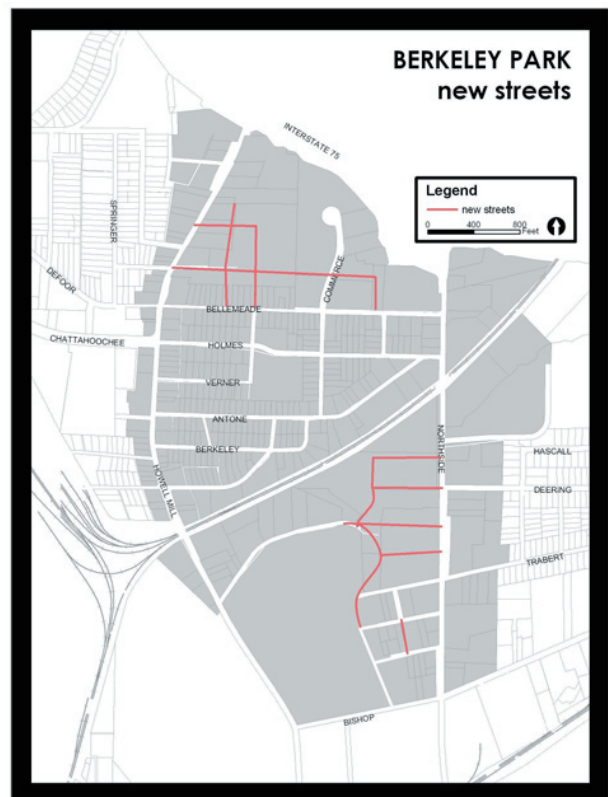 BERKELEY PARK
new streets
INTERSTATE 75
Legend
new streets
0 400 800
Feet
SPRINGER
DEFOOR
COMMERCE
BELLEMEADE
CHATTAHOOCHEE
HOLMES
VERNER
ANTONE
BERKELEY
NORTHSIDE
HASCALL
HOWELL MILL
DEERING
TRABERT
BISHOP